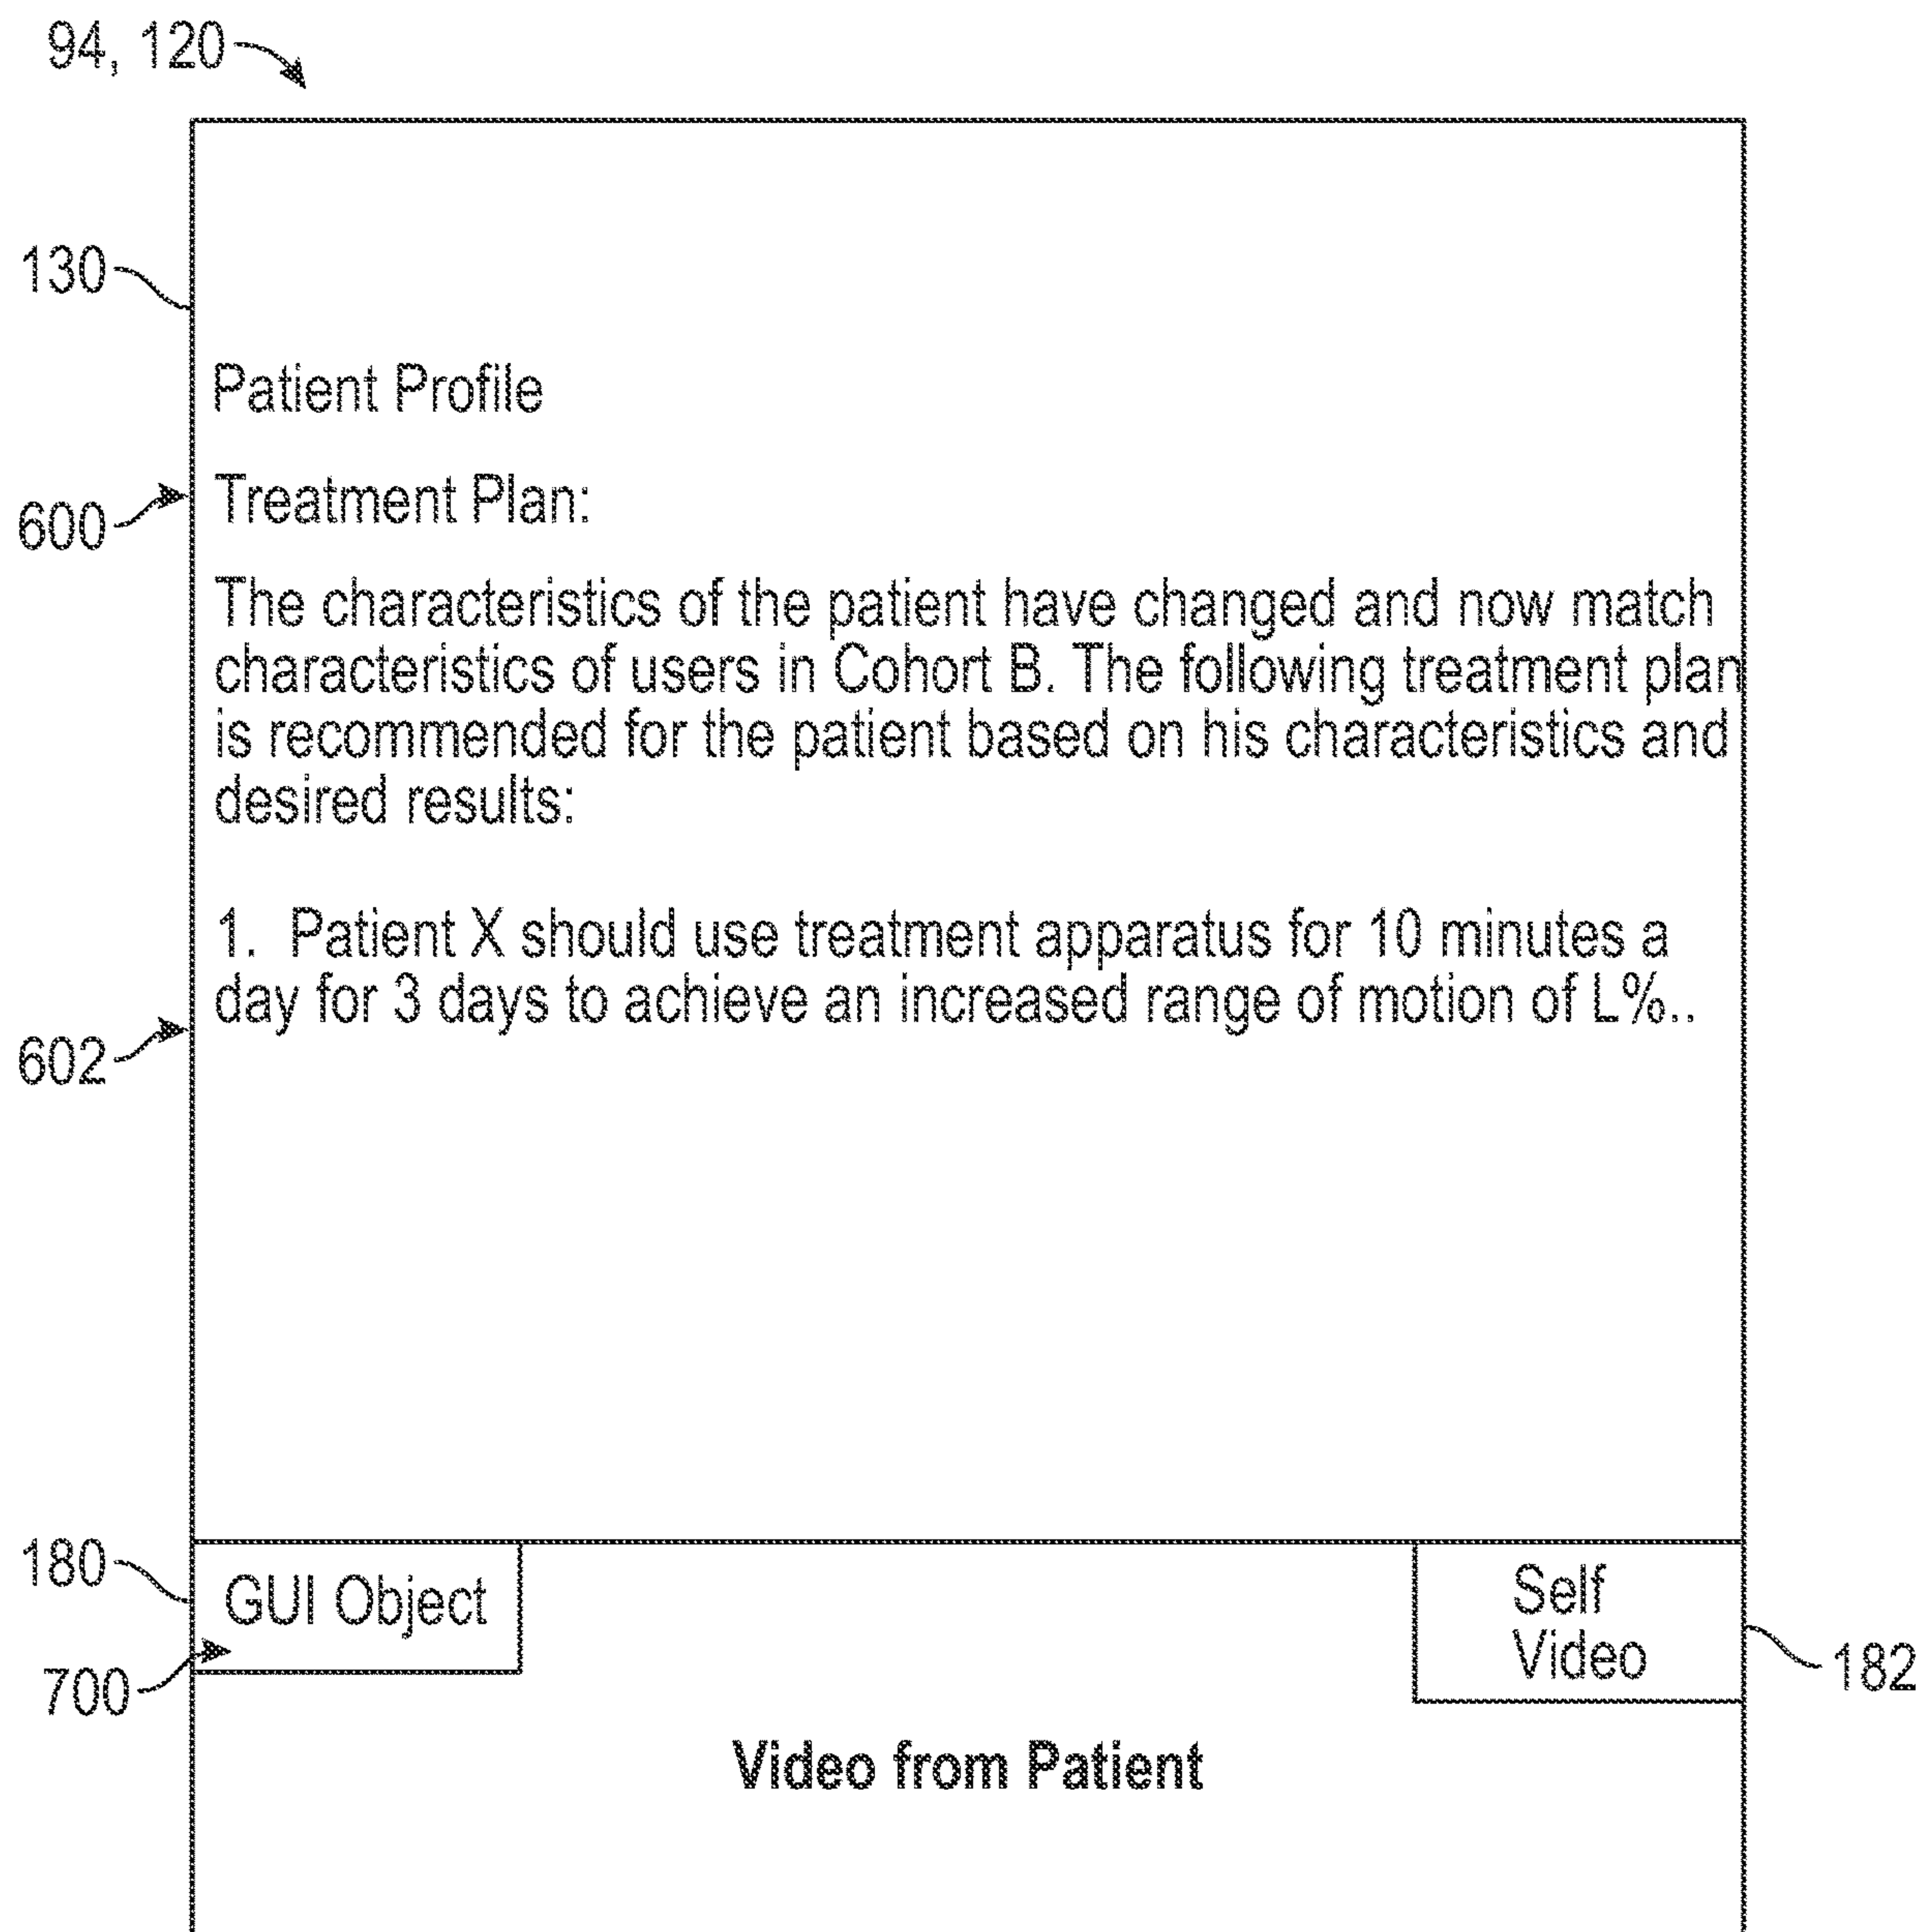 94, 120
130
Patient Profile
600
Treatment Plan:
The characteristics of the patient have changed and now match
characteristics of users in Cohort B. The following treatment plan
is recommended for the patient based on his characteristics and
desired results:
1. Patient X should use treatment apparatus for 10 minutes a
day for 3 days to achieve an increased range of motion of L%..
602
180
GUI Object
700
Self
Video
182
Video from Patient